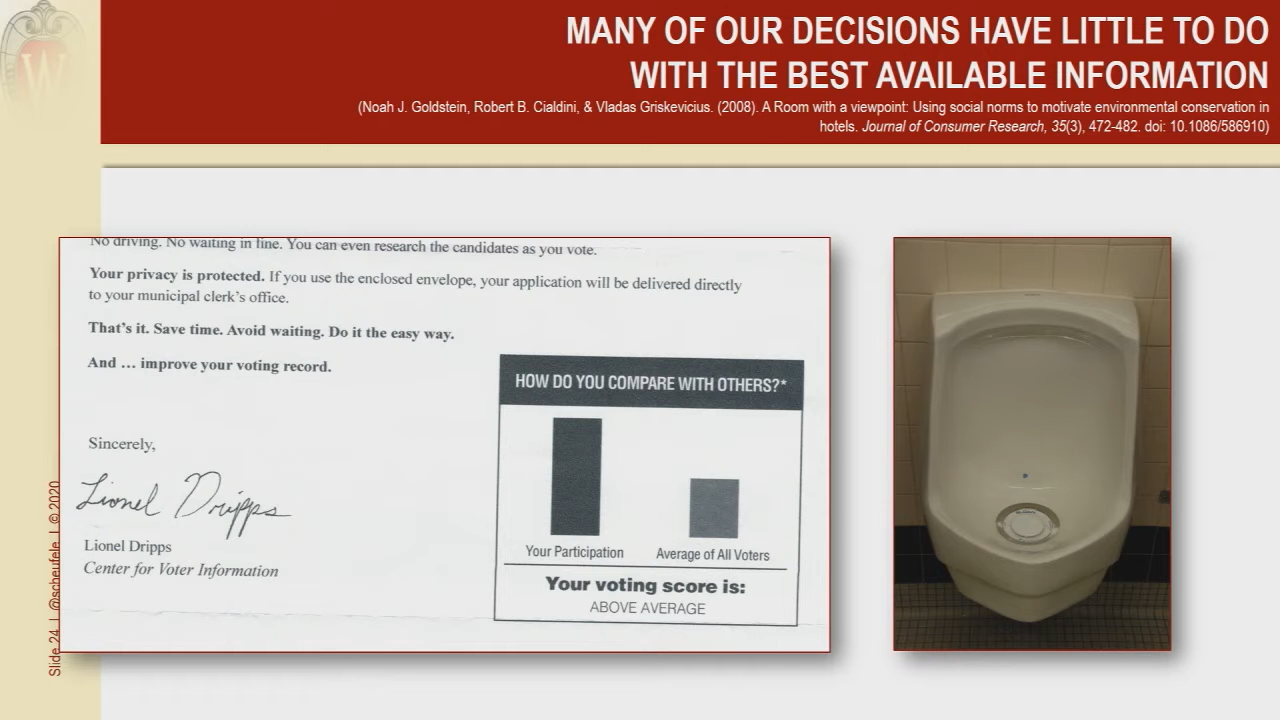 MANY OF OUR DECISIONS HAVE LITTLE TO DO
WITH THE BEST AVAILABLE INFORMATION
(Noah J. Goldstein, Robert B. Cialdini, & Vladas Griskevicius. (2008). A Room with a viewpoint: Using social norms to motivate environmental conservation in
hotels. Journal of Consumer Research, 35(3), 472-482. doi: 10.1086/586910)
No driving. No waiting in line. You can even research the candidates as you vote.
Your privacy is protected. If you use the enclosed envelope, your application will be delivered directly
to your municipal clerk's office.
That's it. Save time. Avoid waiting. Do it the easy way.
And … improve your voting record.
Sincerely,
Lionel Dripps
Lionel Dripps
Center for Voter Information
HOW DO YOU COMPARE WITH OTHERS?*
Your Participation
Average of All Voters
Your voting score is:
ABOVE AVERAGE
Slide 24 | @scheufele | © 2020
W